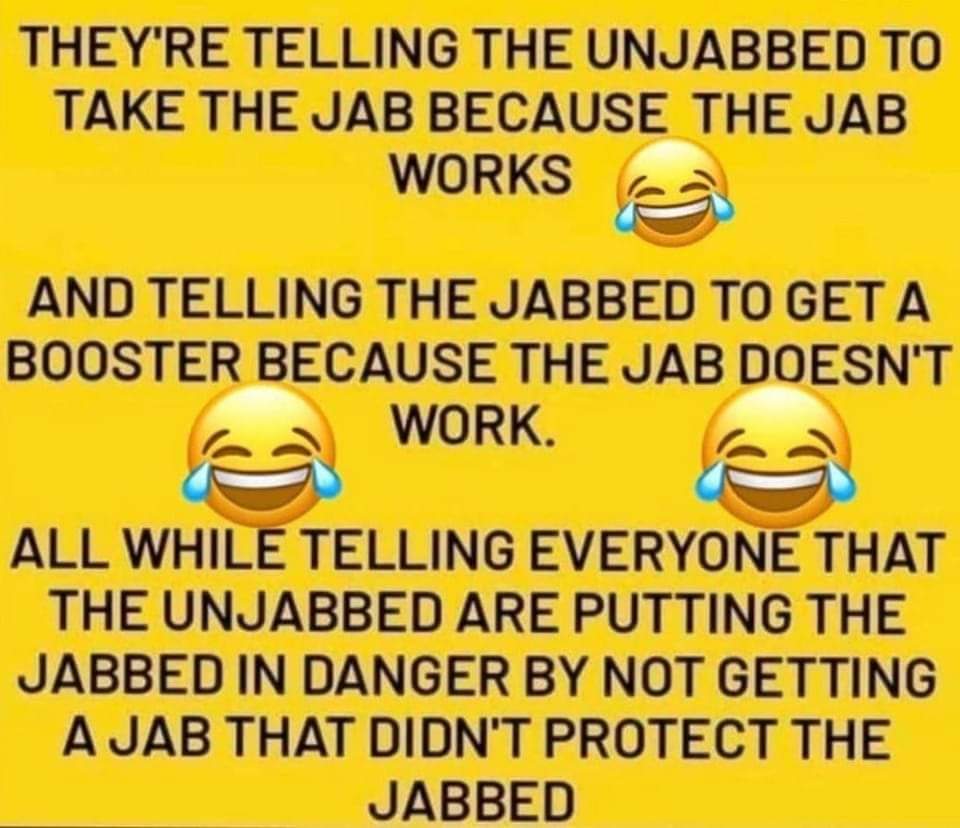 THEY'RE TELLING THE UNJABBED TO
TAKE THE JAB BECAUSE THE JAB
WORKS
AND TELLING THE JABBED TO GET A
BOOSTER BECAUSE THE JAB DOESN'T
WORK.
ALL WHILE TELLING EVERYONE THAT
THE UNJABBED ARE PUTTING THE
JABBED IN DANGER BY NOT GETTING
A JAB THAT DIDN'T PROTECT THE
JABBED